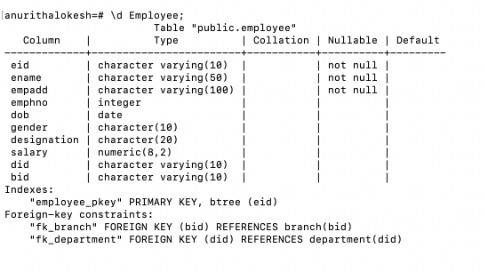 anurithalokesh=# \d Employee;
Table "public.employee"
Column | Type | Collation | Nullable | Default
-------------+------------------------+-----------+----------+---------
eid | character varying(10) | | not null |
ename | character varying(50) | | not null |
empadd | character varying(100) | | not null |
emphno | integer | | |
dob | date | | |
gender | character(10) | | |
designation | character(20) | | |
salary | numeric(8,2) | | |
did | character varying(10) | | |
bid | character varying(10) | | |
Indexes:
"employee_pkey" PRIMARY KEY, btree (eid)
Foreign-key constraints:
"fk_branch" FOREIGN KEY (bid) REFERENCES branch(bid)
"fk_department" FOREIGN KEY (did) REFERENCES department(did)